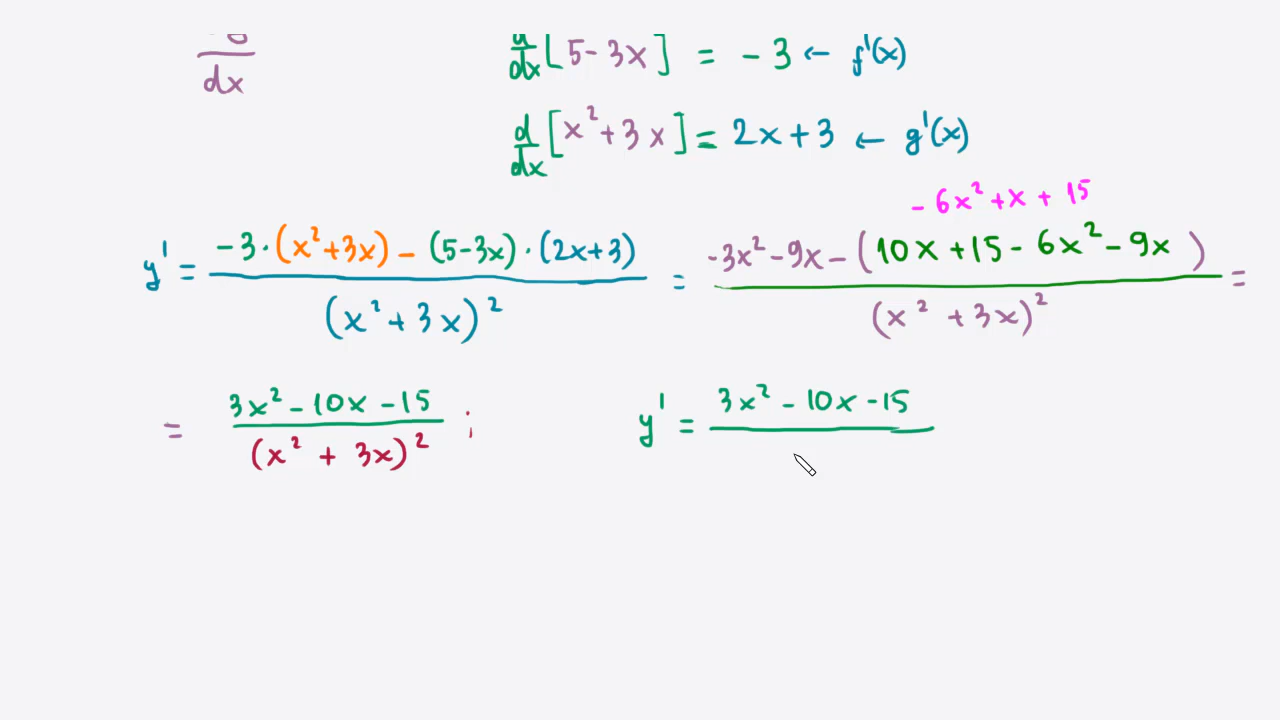 dx
d/dx [5-3x] = -3 ← f'(x)
d/dx [x²+3x] = 2x+3 ← g'(x)
-6x²+x+15
y' = (-3·(x²+3x) - (5-3x)·(2x+3))/(x²+3x)² = (-3x²-9x-(10x+15-6x²-9x))/(x²+3x)² =
= (3x²-10x-15)/(x²+3x)² ;
y' = 3x²-10x-15